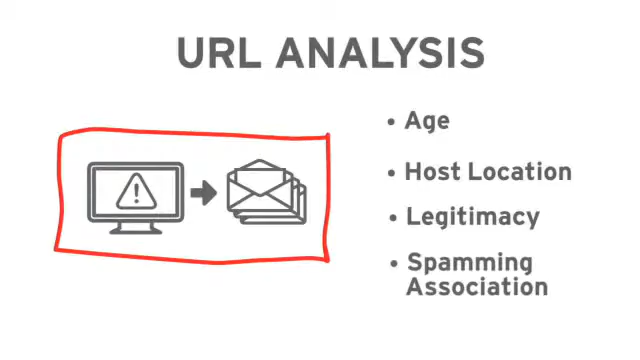 URL ANALYSIS
• Age
• Host Location
• Legitimacy
• Spamming
Association